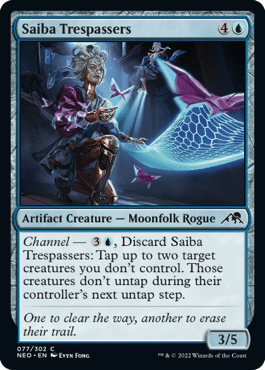 Saiba Trespassers 4
Artifact Creature — Moonfolk Rogue
Channel — 3, Discard Saiba
Trespassers: Tap up to two target
creatures you don't control. Those
creatures don't untap during their
controller's next untap step.
One to clear the way, another to erase
their trail.
3/5
077/302 C
NEO • EN Eyyn Fong
™ & © 2022 Wizards of the Coast